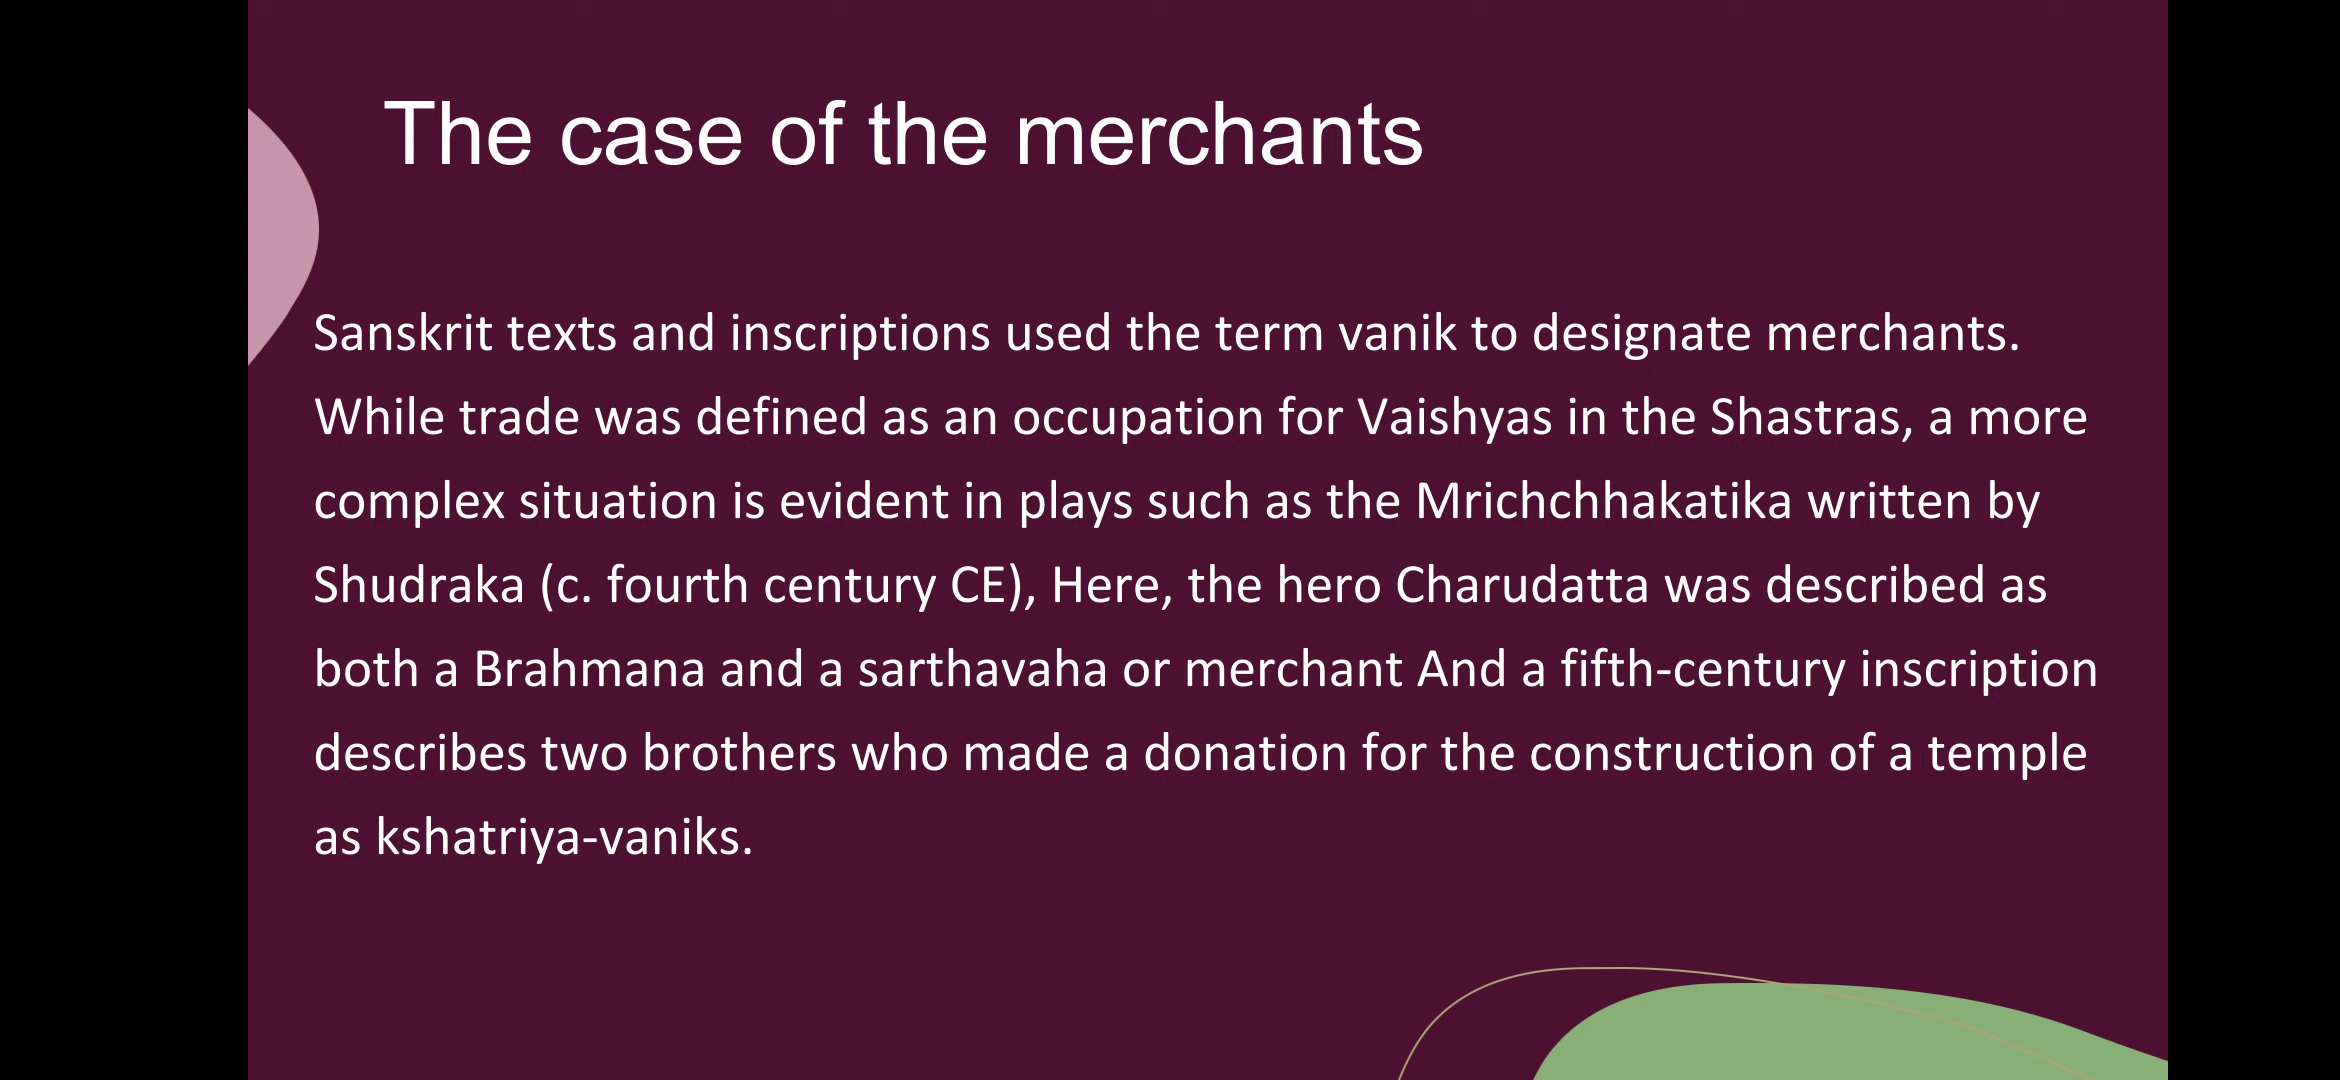 The case of the merchants
Sanskrit texts and inscriptions used the term vanik to designate merchants.
While trade was defined as an occupation for Vaishyas in the Shastras, a more
complex situation is evident in plays such as the Mrichchhakatika written by
Shudraka (c. fourth century CE), Here, the hero Charudatta was described as
both a Brahmana and a sarthavaha or merchant And a fifth-century inscription
describes two brothers who made a donation for the construction of a temple
as kshatriya-vaniks.